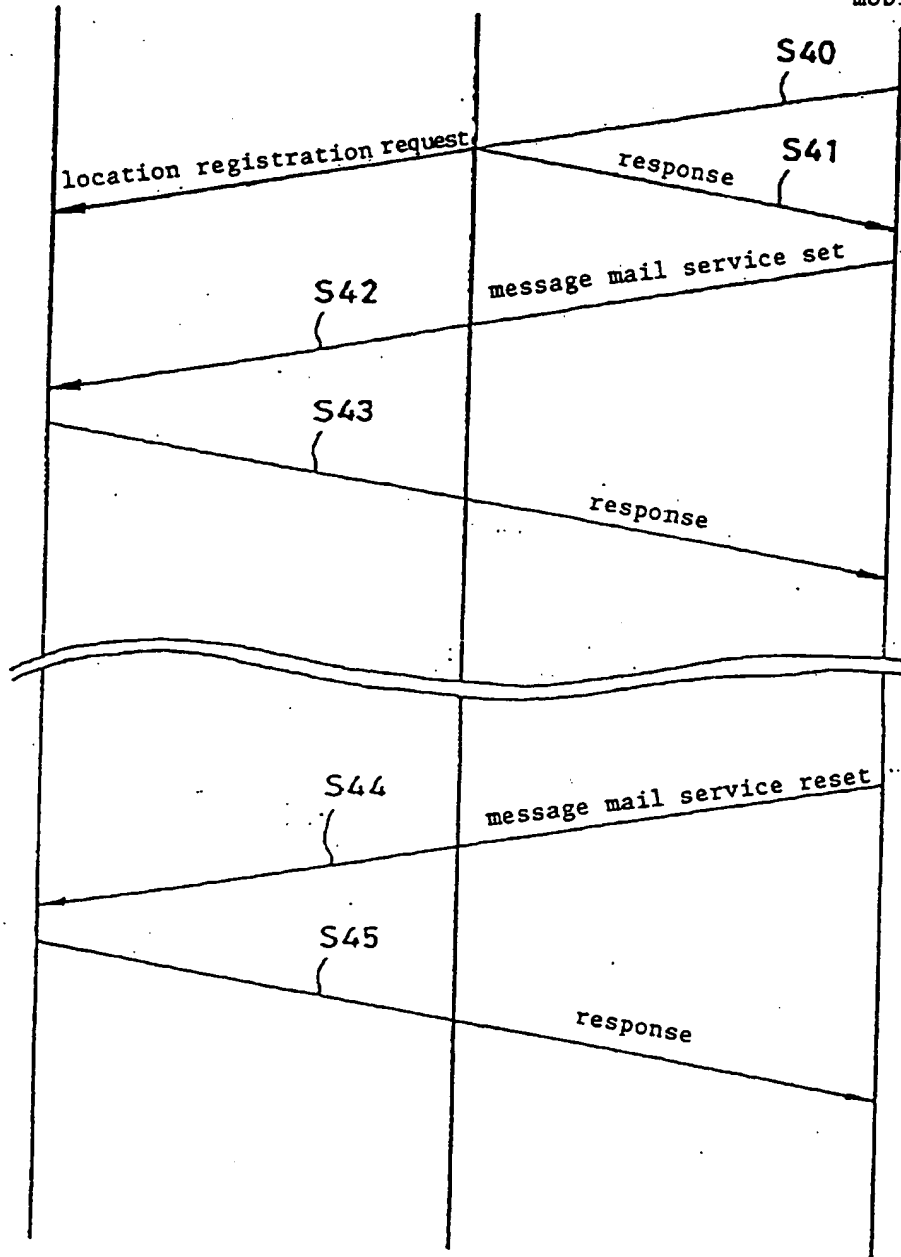 S40
location registration request
response
S41
message mail service set
S42
S43
response
S44
message mail service reset
S45
response